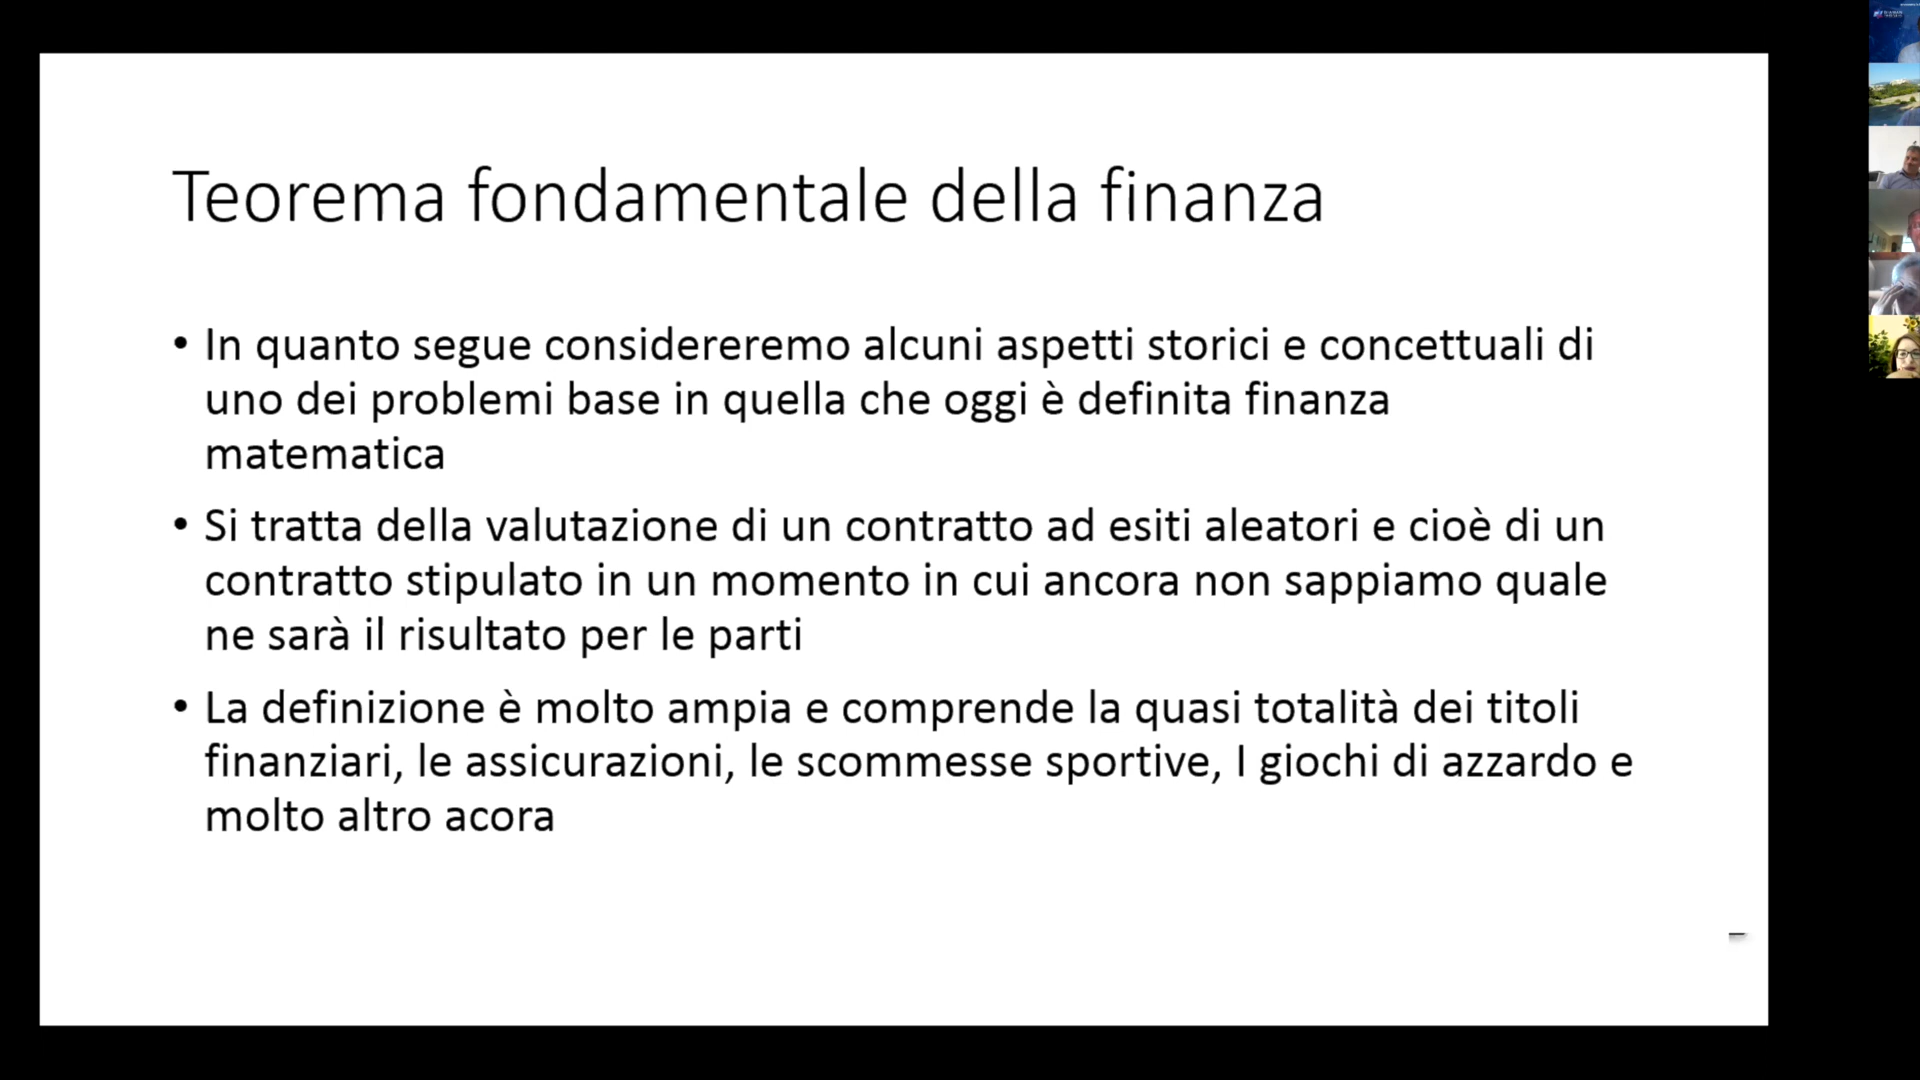 Teorema fondamentale della finanza
• In quanto segue considereremo alcuni aspetti storici e concettuali di
uno dei problemi base in quella che oggi è definita finanza
matematica
• Si tratta della valutazione di un contratto ad esiti aleatori e cioè di un
contratto stipulato in un momento in cui ancora non sappiamo quale
ne sarà il risultato per le parti
• La definizione è molto ampia e comprende la quasi totalità dei titoli
finanziari, le assicurazioni, le scommesse sportive, I giochi di azzardo e
molto altro acora